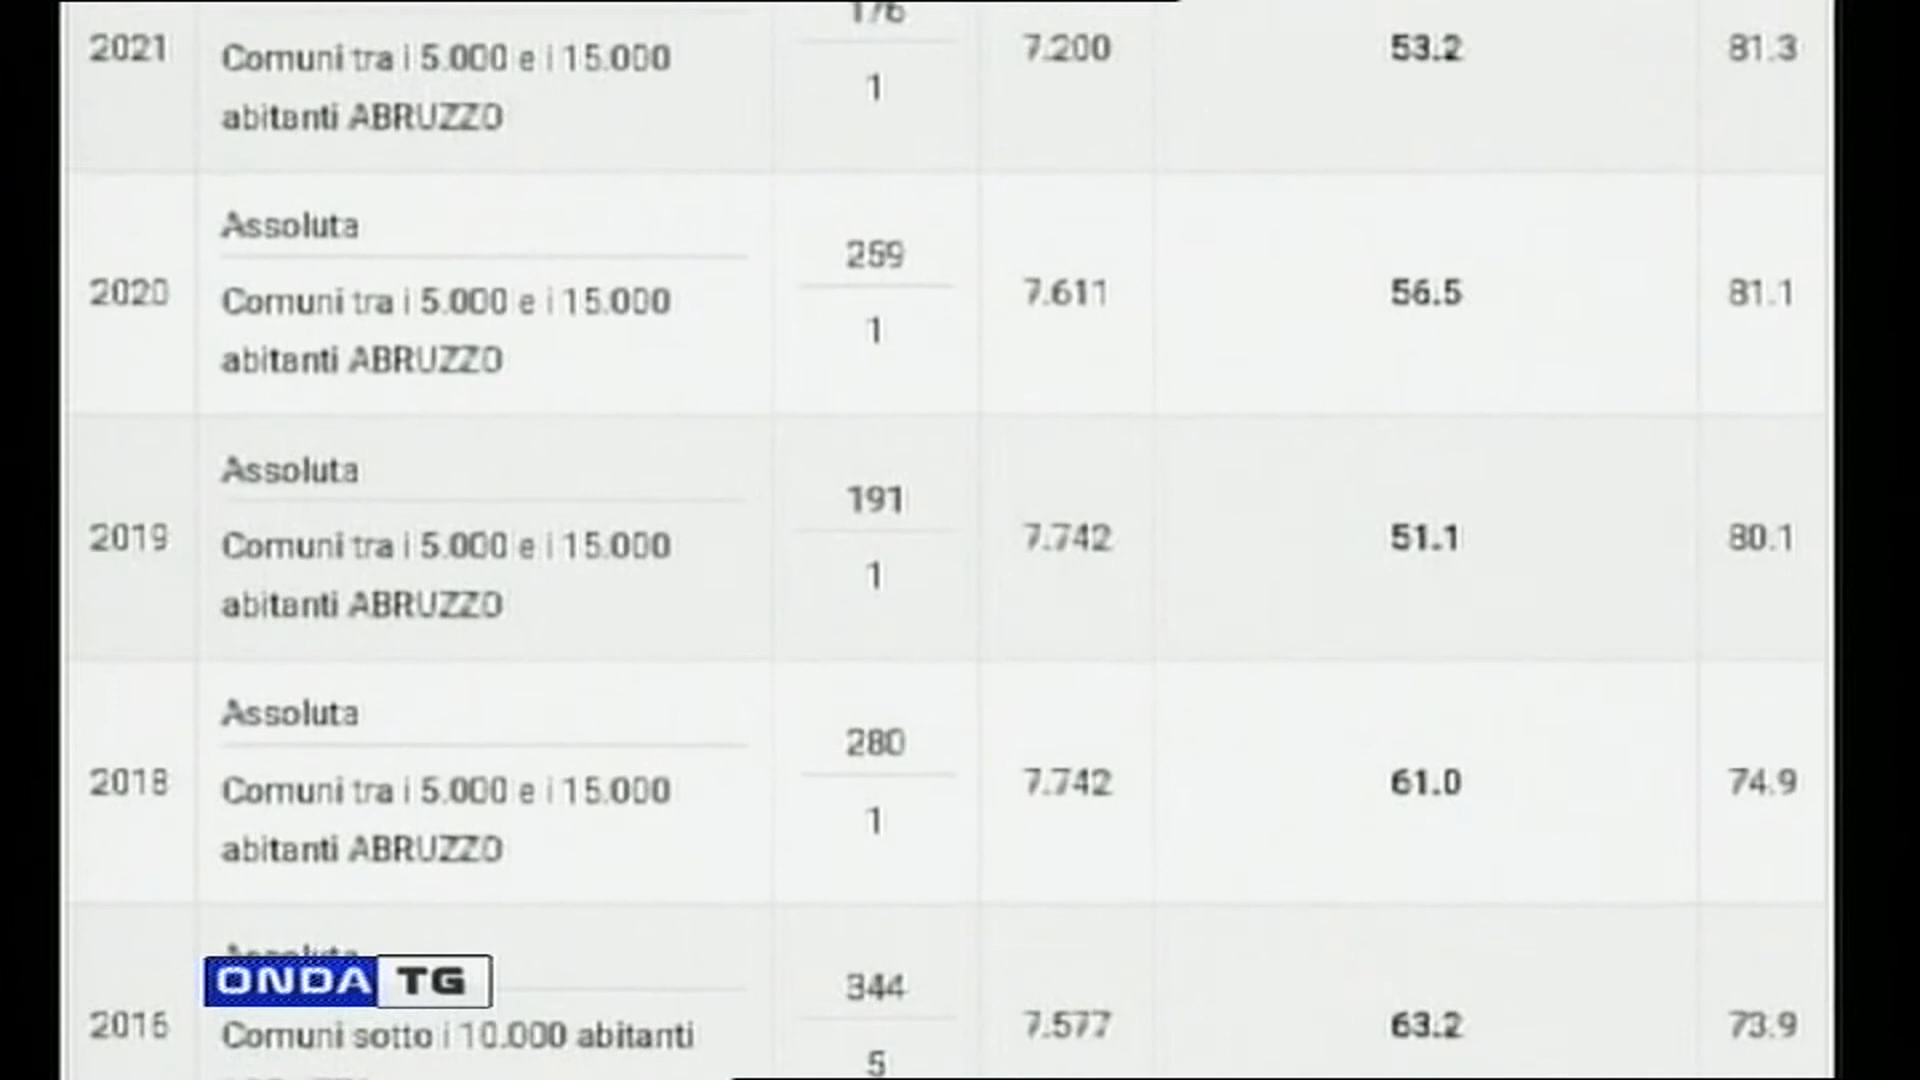 176
2021
Comuni tra i 5.000 e i 15.000
abitanti ABRUZZO
1
7.200
53.2
81.3
2020
Assoluta
Comuni tra i 5.000 e i 15.000
abitanti ABRUZZO
259
1
7.611
56.5
81.1
2019
Assoluta
Comuni tra i 5.000 e i 15.000
abitanti ABRUZZO
191
1
7.742
51.1
80.1
2018
Assoluta
Comuni tra i 5.000 e i 15.000
abitanti ABRUZZO
280
1
7.742
61.0
74.9
2016
Assoluta
ONDA TG
Comuni sotto i 10.000 abitanti
344
5
7.577
63.2
73.9